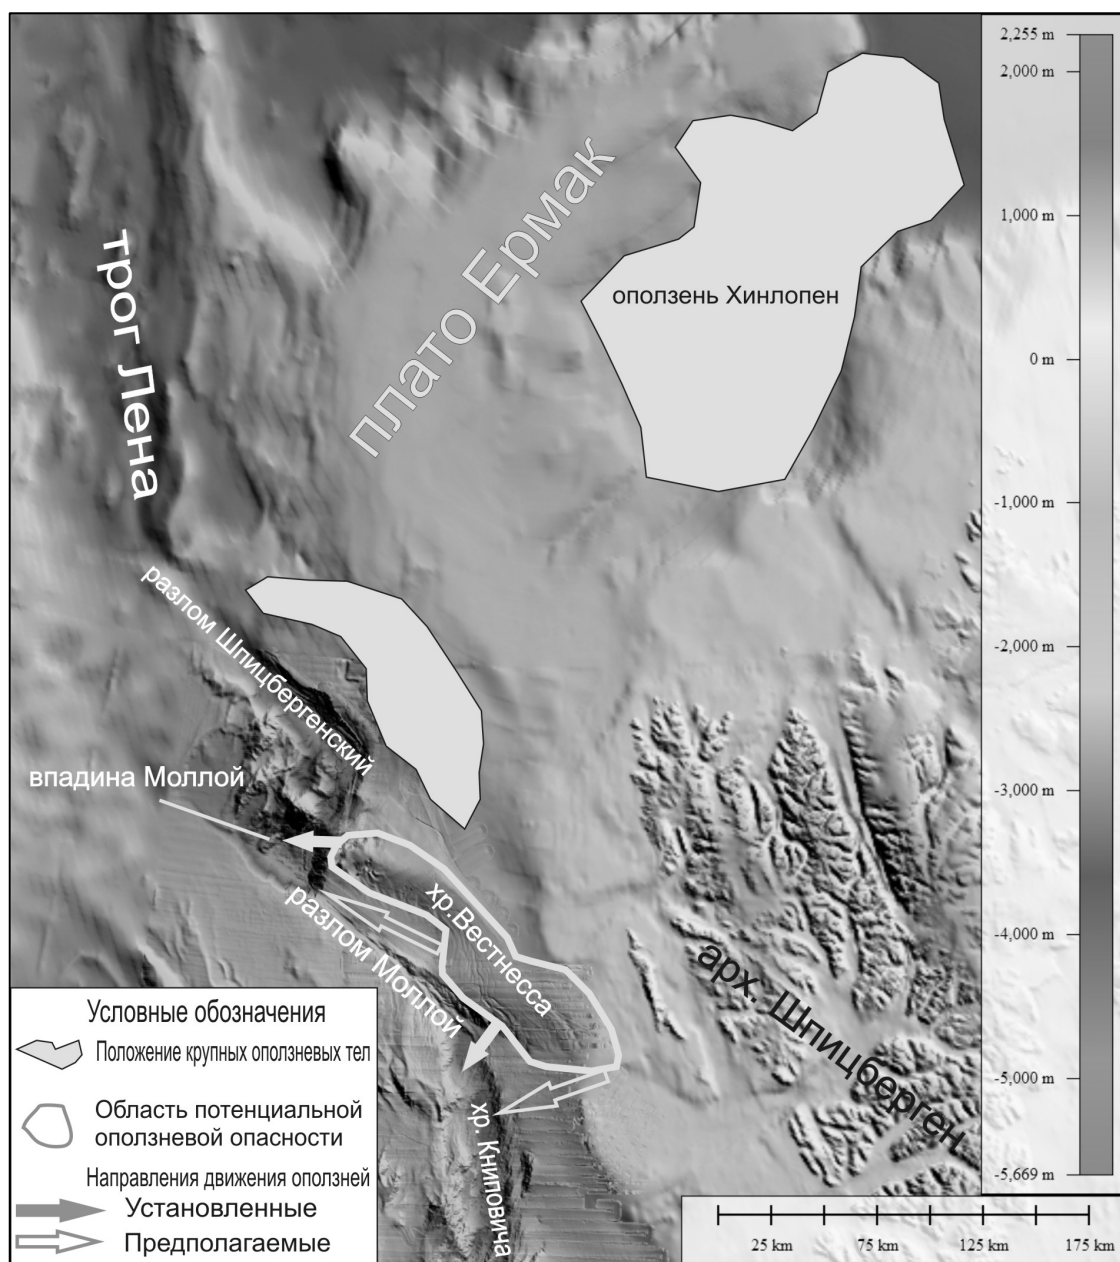 плато Ермак
оползень Хинлопен
трог Лена
разлом Шпицбергенский
впадина Моллой
хр.Вестнесса
разлом Моллой
арх. Шпицберген
хр. Книповича
Условные обозначения
Положение крупных оползневых тел
Область потенциальной
оползневой опасности
Направления движения оползней
Установленные
Предполагаемые
2,255 m
2,000 m
1,000 m
0 m
-1,000 m
-2,000 m
-3,000 m
-4,000 m
-5,000 m
-5,669 m
25 km 75 km 125 km 175 km